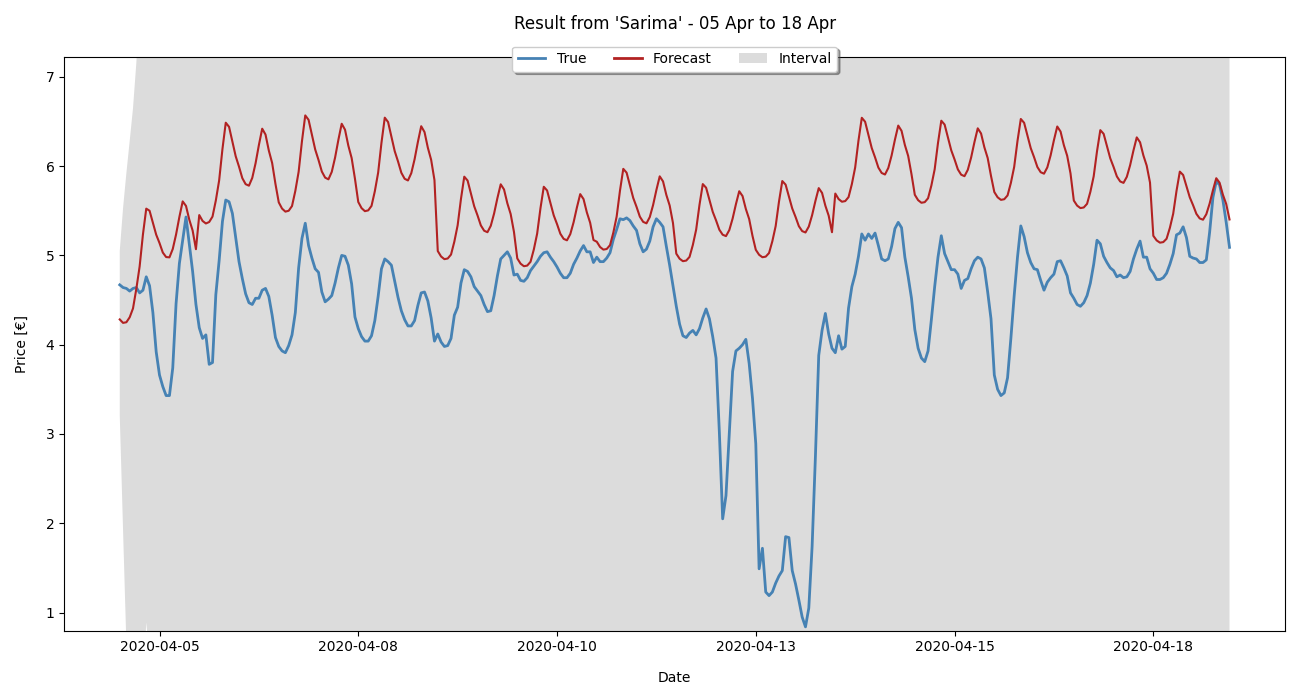 Result from 'Sarima' - 05 Apr to 18 Apr
True Forecast Interval
7
6
5
4
3
2
1
Price [€]
2020-04-05 2020-04-08 2020-04-10 2020-04-13 2020-04-15 2020-04-18
Date